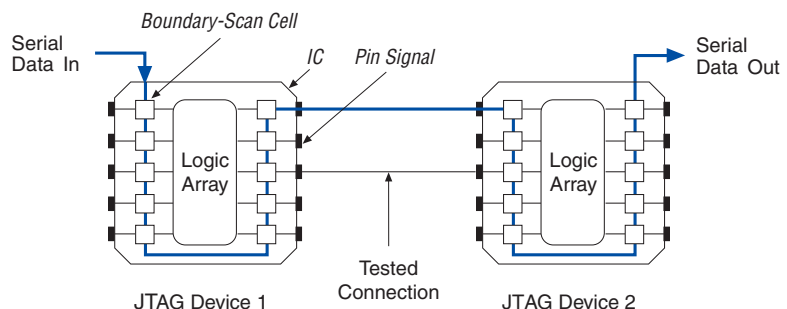 Boundary-Scan Cell
Serial
Data In
IC
Pin Signal
Serial
Data Out
Logic
Array
Logic
Array
Tested
Connection
JTAG Device 1
JTAG Device 2